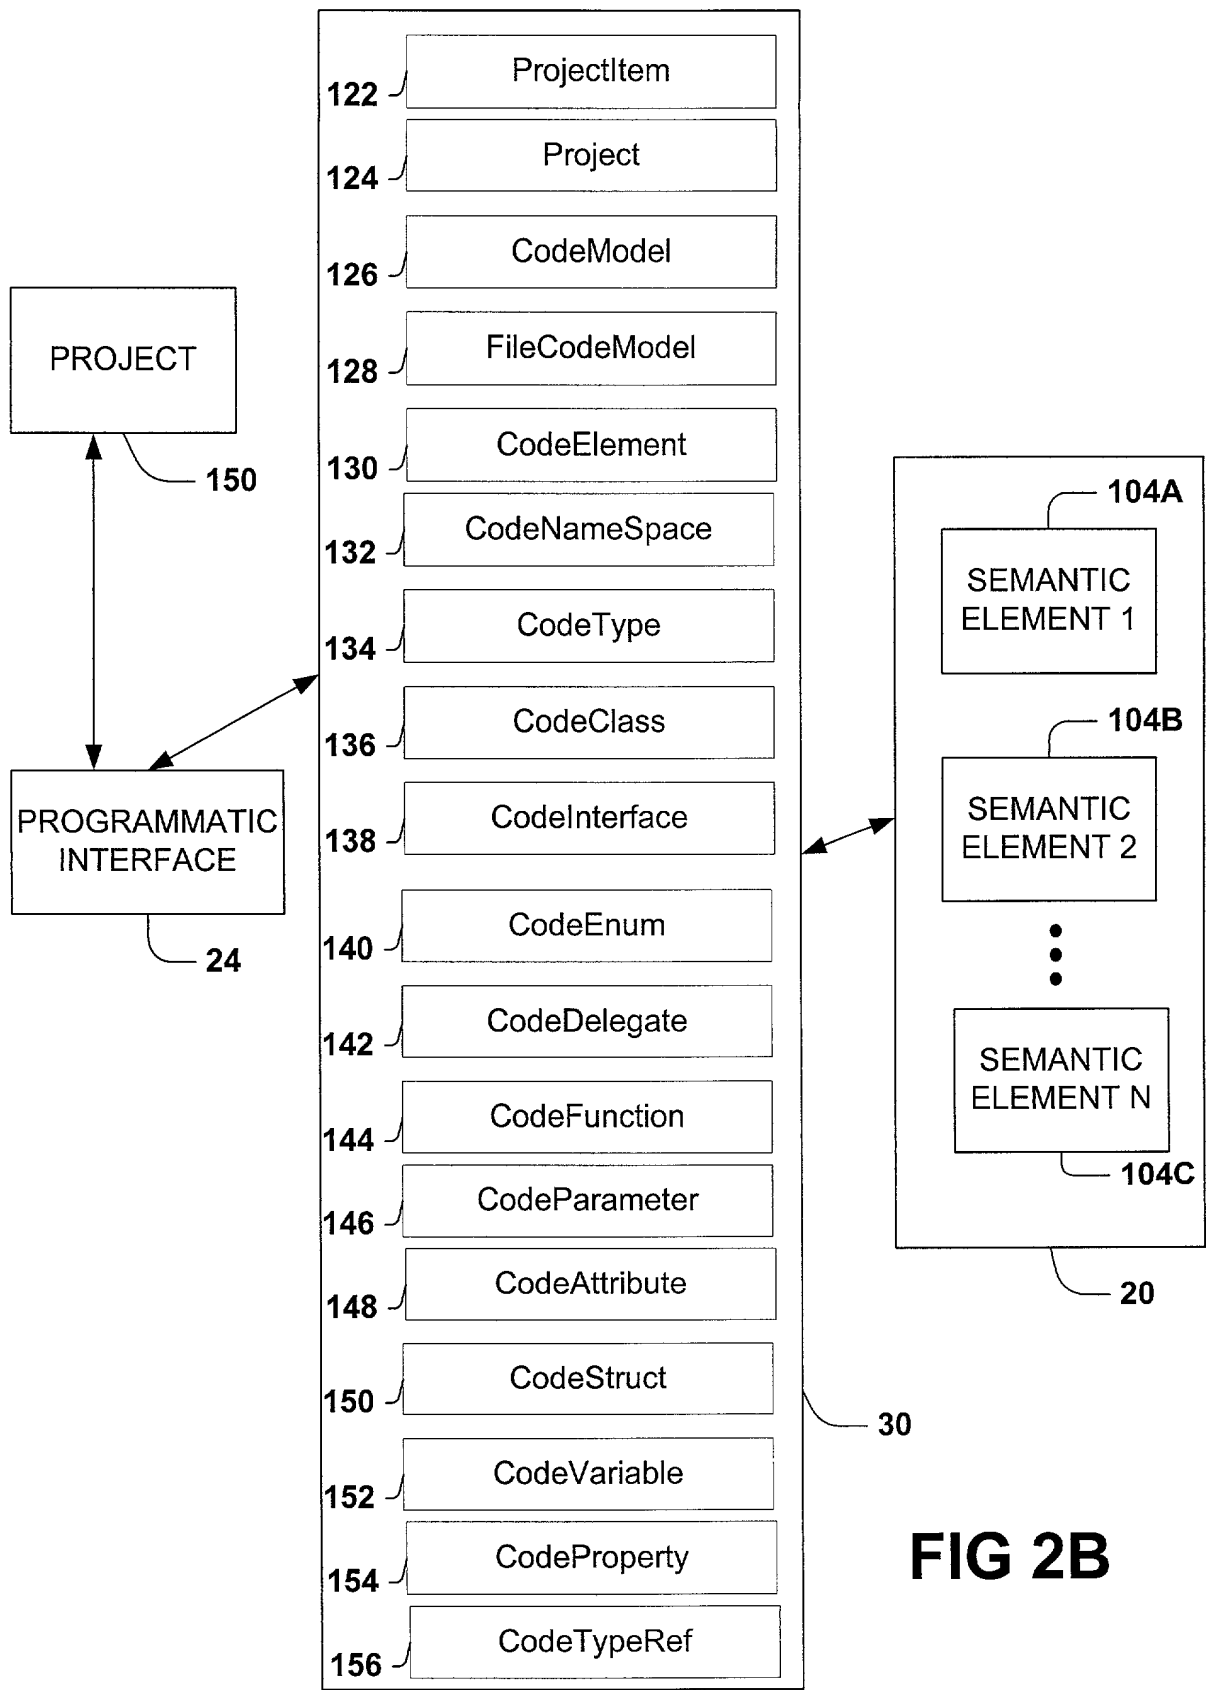 ProjectItem
122
Project
124
CodeModel
126
FileCodeModel
128
CodeElement
130
CodeNameSpace
132
CodeType
134
CodeClass
136
CodeInterface
138
CodeEnum
140
CodeDelegate
142
CodeFunction
144
CodeParameter
146
CodeAttribute
148
CodeStruct
150
CodeVariable
152
CodeProperty
154
CodeTypeRef
156
30
PROJECT
150
PROGRAMMATIC
INTERFACE
24
104A
SEMANTIC
ELEMENT 1
104B
SEMANTIC
ELEMENT 2
SEMANTIC
ELEMENT N
104C
20
FIG 2B